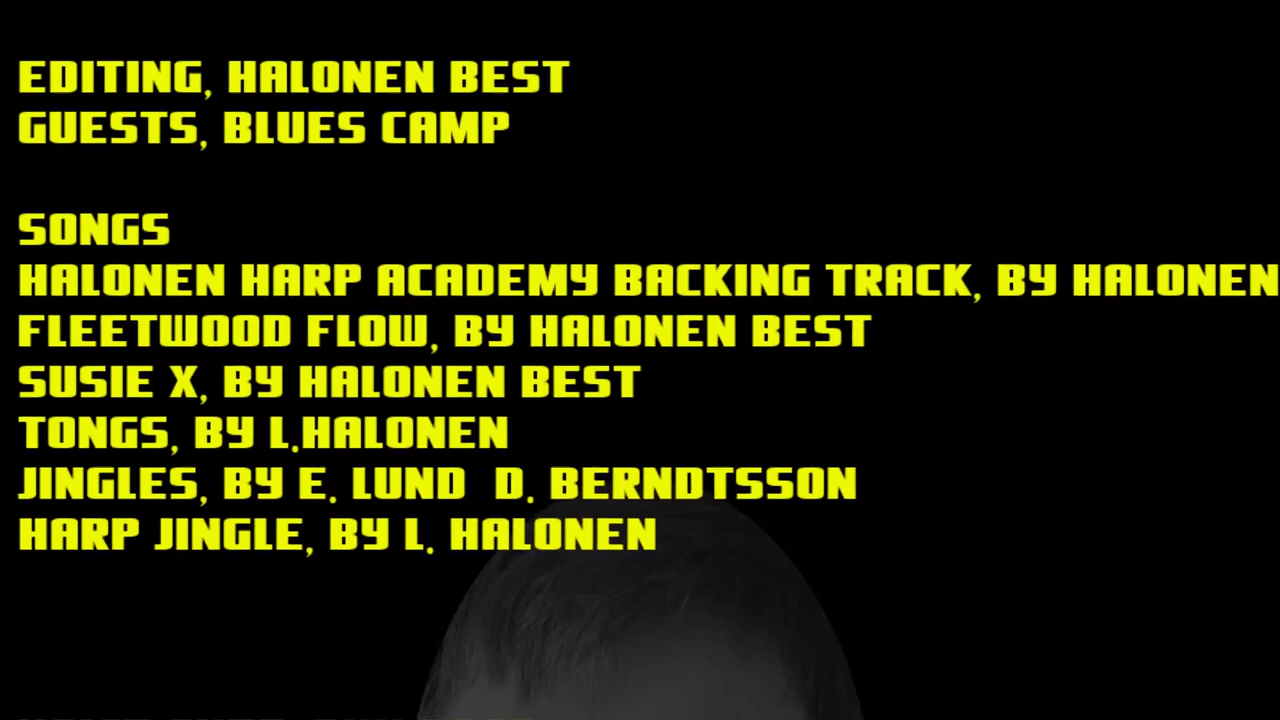 EDITING, HALONEN BEST
GUESTS, BLUES CAMP
SONGS
HALONEN HARP ACADEMY BACKING TRACK, BY HALONEN
FLEETWOOD FLOW, BY HALONEN BEST
SUSIE X, BY HALONEN BEST
TONGS, BY L.HALONEN
JINGLES, BY E. LUND  D. BERNDTSSON
HARP JINGLE, BY L. HALONEN